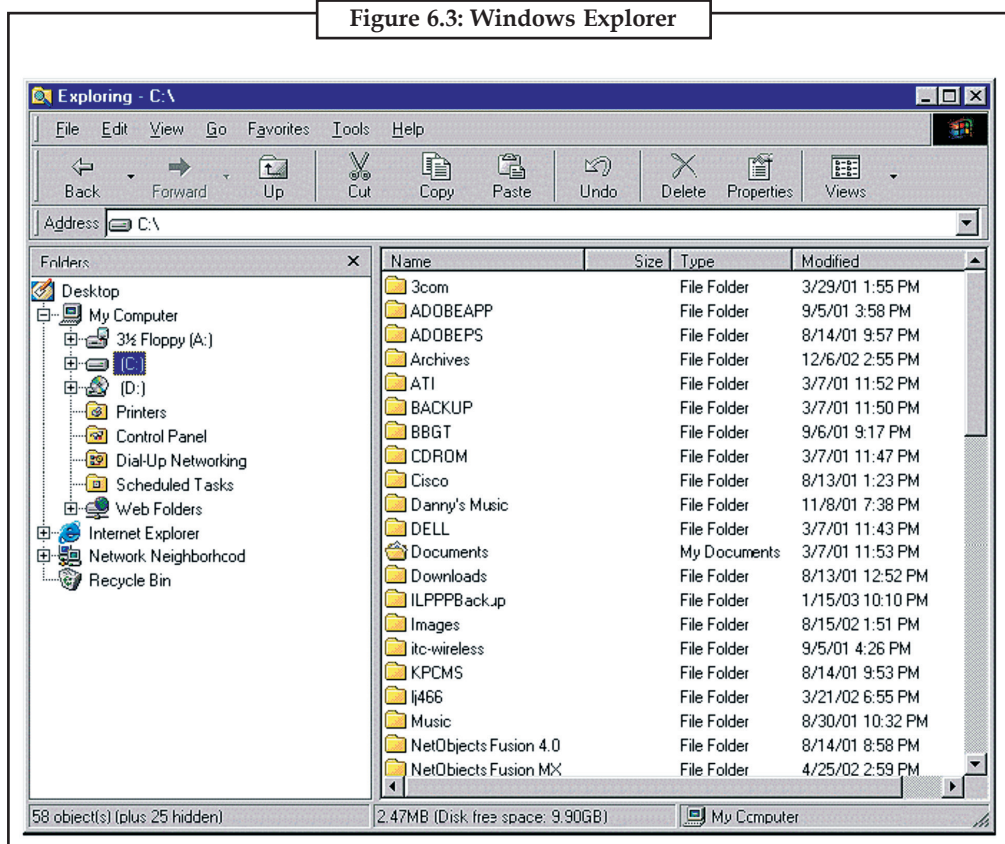 Figure 6.3: Windows Explorer
Exploring - C:\
File Edit View Go Favorites Tools Help
Back Forward Up Cut Copy Paste Undo Delete Properties Views
Address C:\
Folders
Desktop
My Computer
3½ Floppy (A:)
(C:)
(D:)
Printers
Control Panel
Dial-Up Networking
Scheduled Tasks
Web Folders
Internet Explorer
Network Neighborhood
Recycle Bin
Name Size Type Modified
3com File Folder 3/29/01 1:55 PM
ADOBEAPP File Folder 9/5/01 3:58 PM
ADOBEPS File Folder 8/14/01 9:57 PM
Archives File Folder 12/6/02 2:55 PM
ATI File Folder 3/7/01 11:52 PM
BACKUP File Folder 3/7/01 11:50 PM
BBGT File Folder 9/6/01 9:17 PM
CDROM File Folder 3/7/01 11:47 PM
Cisco File Folder 8/13/01 1:23 PM
Danny's Music File Folder 11/8/01 7:38 PM
DELL File Folder 3/7/01 11:43 PM
Documents My Documents 3/7/01 11:53 PM
Downloads File Folder 8/13/01 12:52 PM
ILPPPBackup File Folder 1/15/03 10:10 PM
Images File Folder 8/15/02 1:51 PM
itc-wireless File Folder 9/5/01 4:26 PM
KPCMS File Folder 8/14/01 9:53 PM
lj466 File Folder 3/21/02 6:55 PM
Music File Folder 8/30/01 10:32 PM
NetObjects Fusion 4.0 File Folder 8/14/01 8:58 PM
NetObjects Fusion MX File Folder 4/25/02 2:59 PM
58 object(s) (plus 25 hidden) 2.47MB (Disk free space: 9.90GB) My Computer